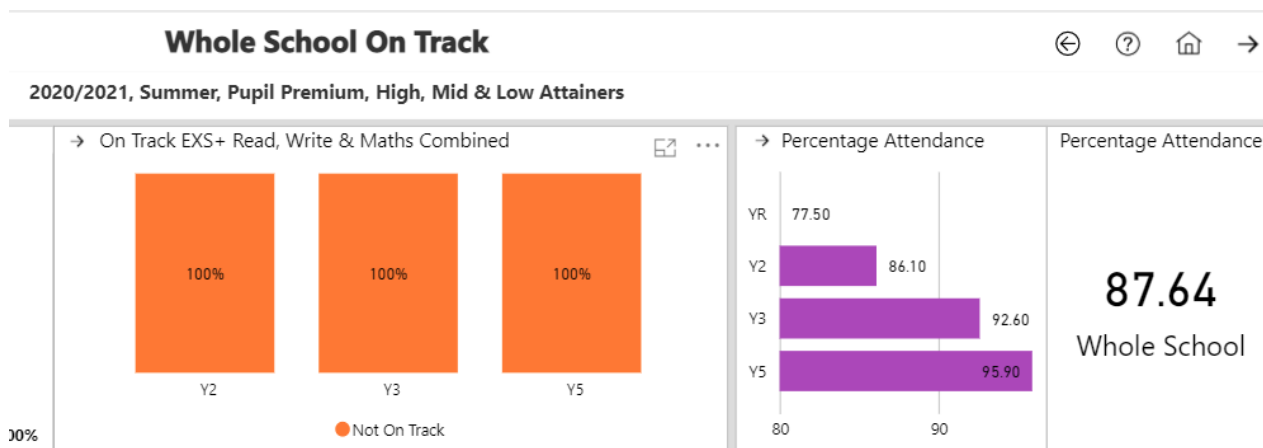 Whole School On Track
2020/2021, Summer, Pupil Premium, High, Mid & Low Attainers
On Track EXS+ Read, Write & Maths Combined
100%
100%
100%
Y2
Y3
Y5
Not On Track
00%
Percentage Attendance
YR
77.50
Y2
86.10
Y3
92.60
Y5
95.90
80
90
Percentage Attendance
87.64
Whole School